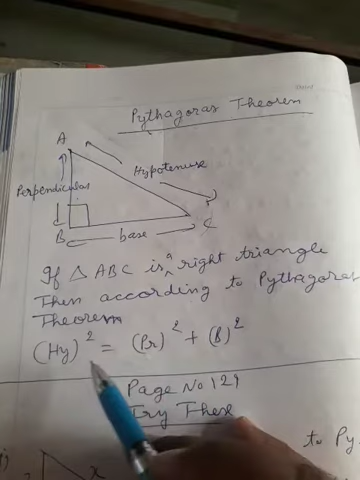 Pythagoras Theorem
A
Hypotenuse
Perpendicular
B
base
C
If △ ABC is a right triangle
Then according to Pythagoras
Theorem
(Hy)² = (Pr)² + (B)²
Page No 121
Try These
to Py
x